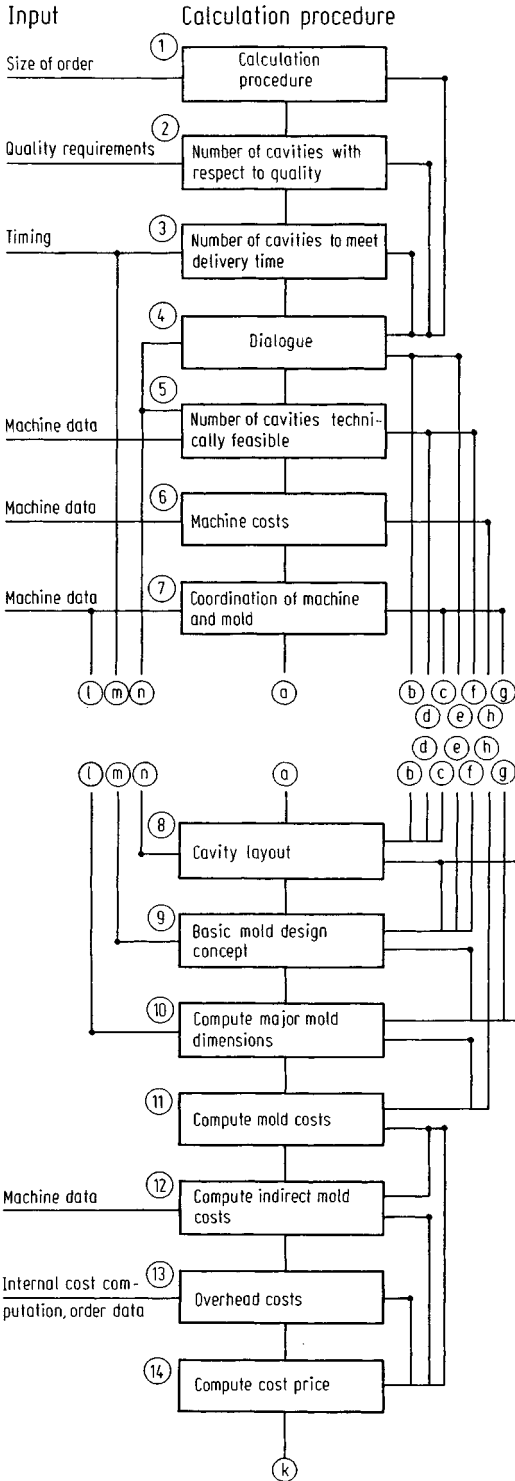 Input
Calculation procedure
1
Size of order
Calculation
procedure
2
Quality requirements
Number of cavities with
respect to quality
3
Timing
Number of cavities to meet
delivery time
4
Dialogue
5
Number of cavities techni-
cally feasible
Machine data
6
Machine data
Machine costs
7
Machine data
Coordination of machine
and mold
l m n a b c f g
d e h
d e h
l m n a b c f g
8
Cavity layout
9
Basic mold design
concept
10
Compute major mold
dimensions
11
Compute mold costs
12
Machine data
Compute indirect mold
costs
13
Internal cost com-
putation, order data
Overhead costs
14
Compute cost price
k